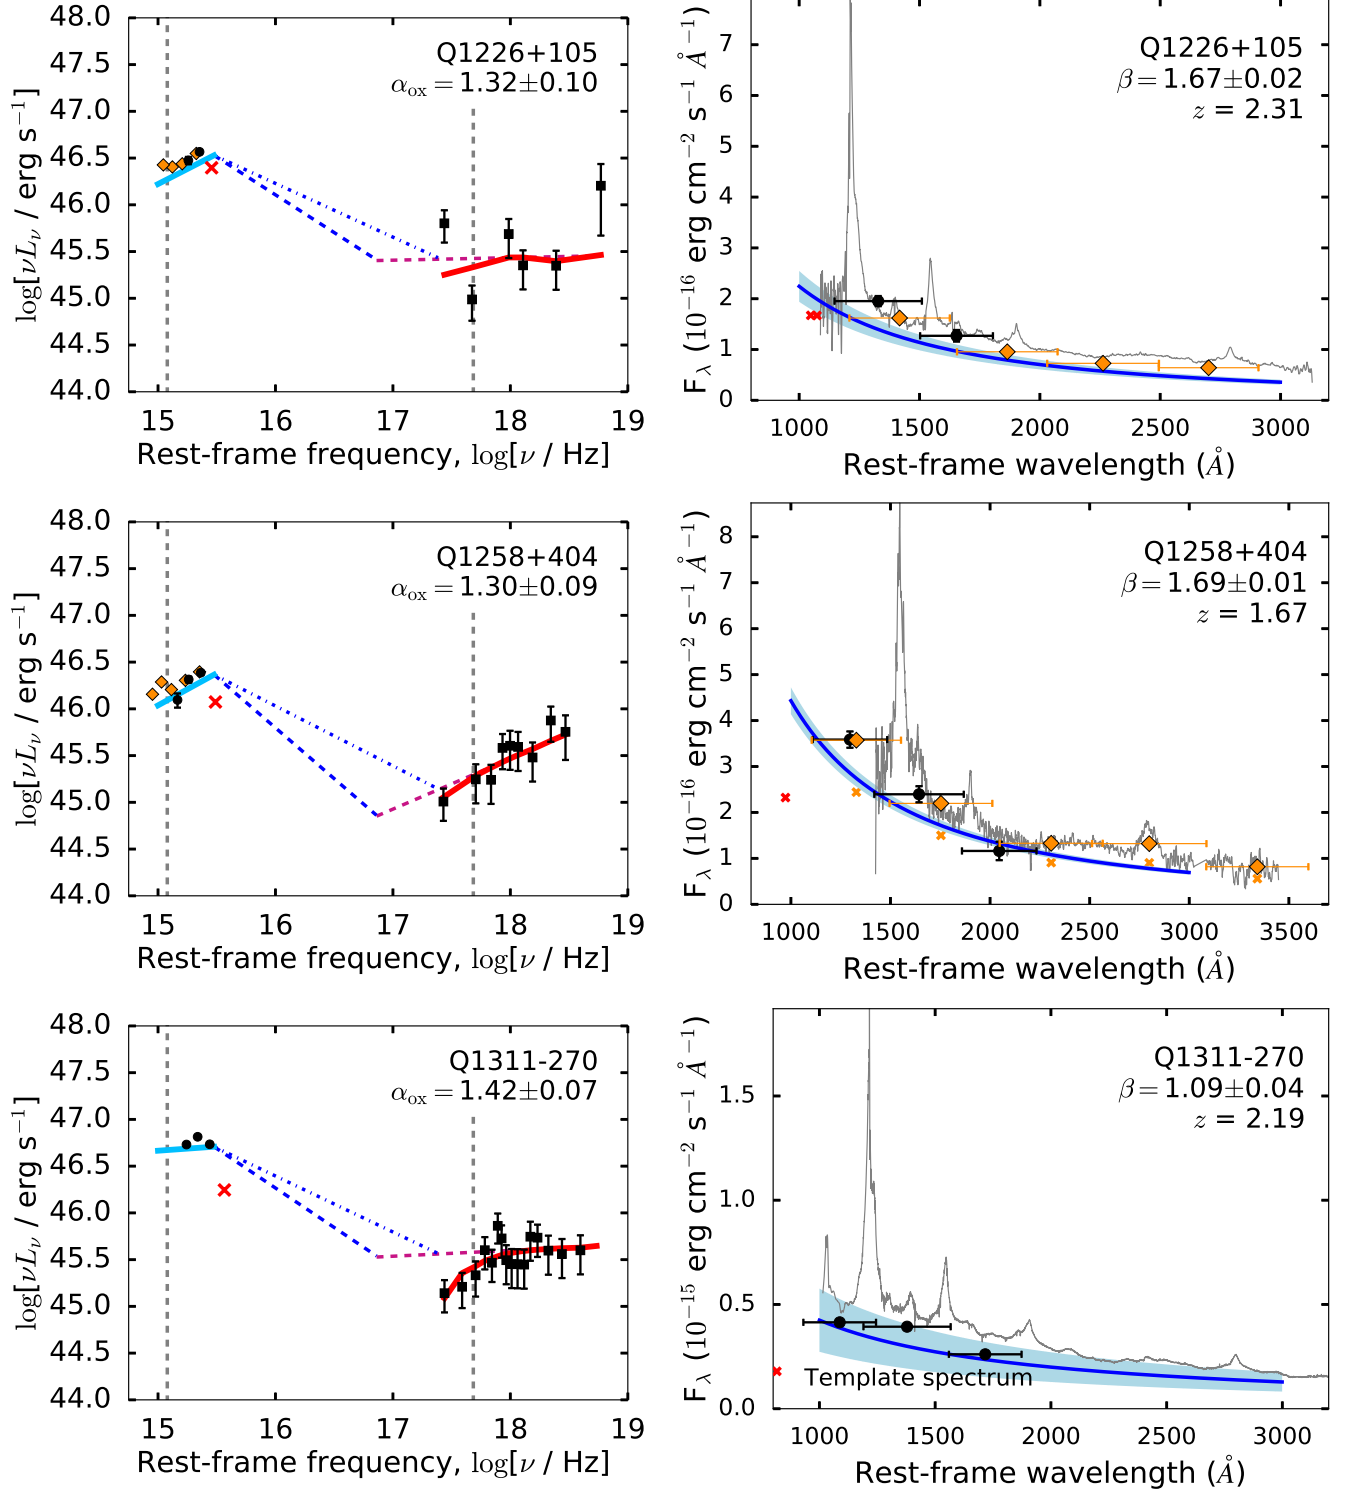 48.0
47.5
47.0
46.5
46.0
45.5
45.0
44.5
44.0
log[νLν / erg s⁻¹]
Q1226+105
αox = 1.32±0.10
15 16 17 18 19
Rest-frame frequency, log[ν / Hz]
7
6
5
4
3
2
1
0
Fλ (10⁻¹⁶ erg cm⁻² s⁻¹ Å⁻¹)
Q1226+105
β = 1.67±0.02
z = 2.31
1000 1500 2000 2500 3000
Rest-frame wavelength (Å)
48.0
47.5
47.0
46.5
46.0
45.5
45.0
44.5
44.0
log[νLν / erg s⁻¹]
Q1258+404
αox = 1.30±0.09
15 16 17 18 19
Rest-frame frequency, log[ν / Hz]
8
7
6
5
4
3
2
1
0
Fλ (10⁻¹⁶ erg cm⁻² s⁻¹ Å⁻¹)
Q1258+404
β = 1.69±0.01
z = 1.67
1000 1500 2000 2500 3000 3500
Rest-frame wavelength (Å)
48.0
47.5
47.0
46.5
46.0
45.5
45.0
44.5
44.0
log[νLν / erg s⁻¹]
Q1311-270
αox = 1.42±0.07
15 16 17 18 19
Rest-frame frequency, log[ν / Hz]
1.5
1.0
0.5
0.0
Fλ (10⁻¹⁵ erg cm⁻² s⁻¹ Å⁻¹)
Q1311-270
β = 1.09±0.04
z = 2.19
Template spectrum
1000 1500 2000 2500 3000
Rest-frame wavelength (Å)